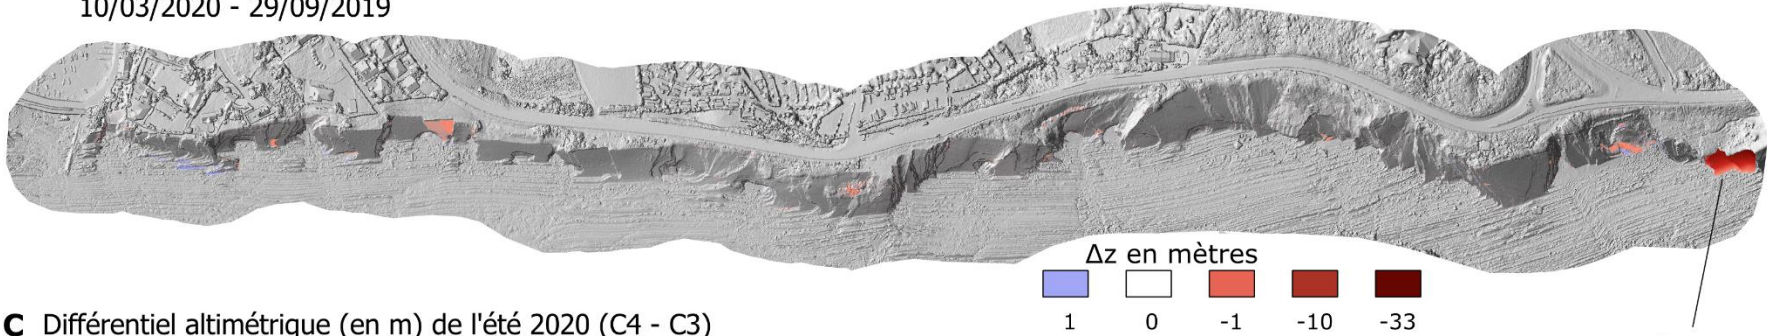 10/03/2020 - 29/09/2019
Δz en mètres
1 0 -1 -10 -33
C Différentiel altimétrique (en m) de l'été 2020 (C4 - C3)